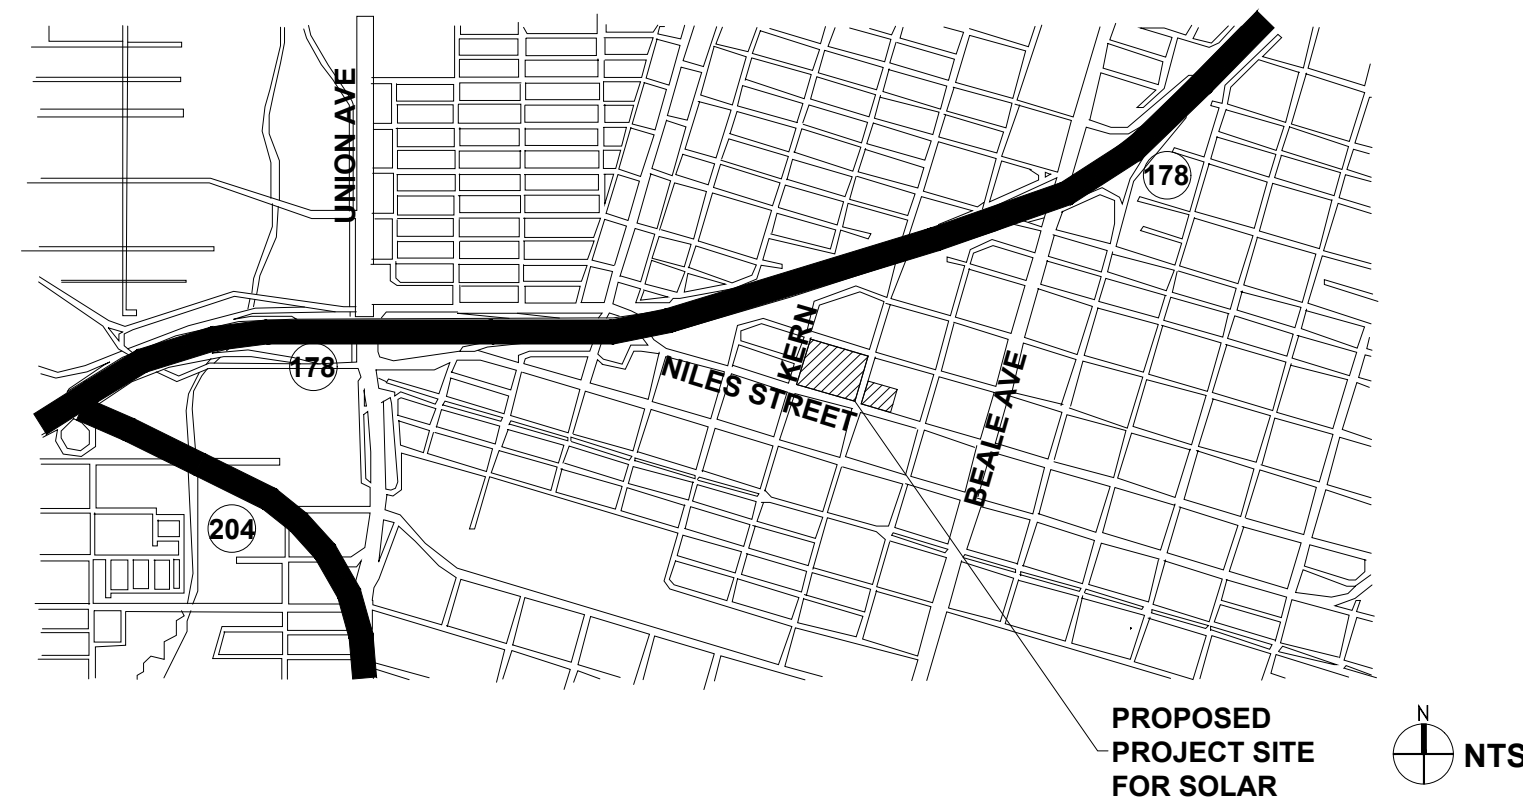 UNION AVE
178
KERN
178
NILES STREET
BEALE AVE
204
PROPOSED
PROJECT SITE
FOR SOLAR
N
NTS